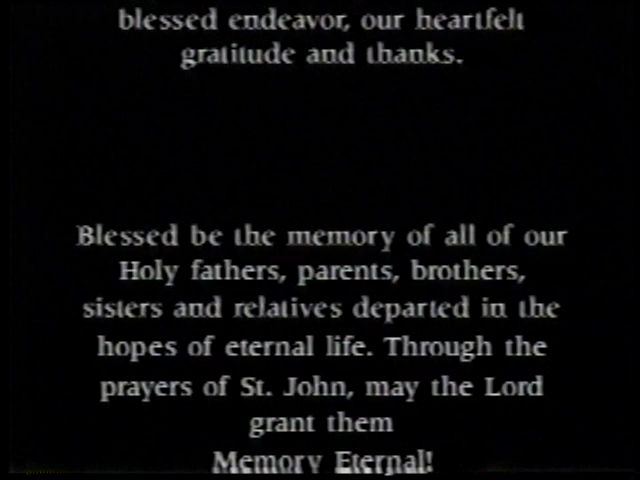 blessed endeavor, our heartfelt
gratitude and thanks.
Blessed be the memory of all of our
Holy fathers, parents, brothers,
sisters and relatives departed in the
hopes of eternal life. Through the
prayers of St. John, may the Lord
grant them
Memory Eternal!